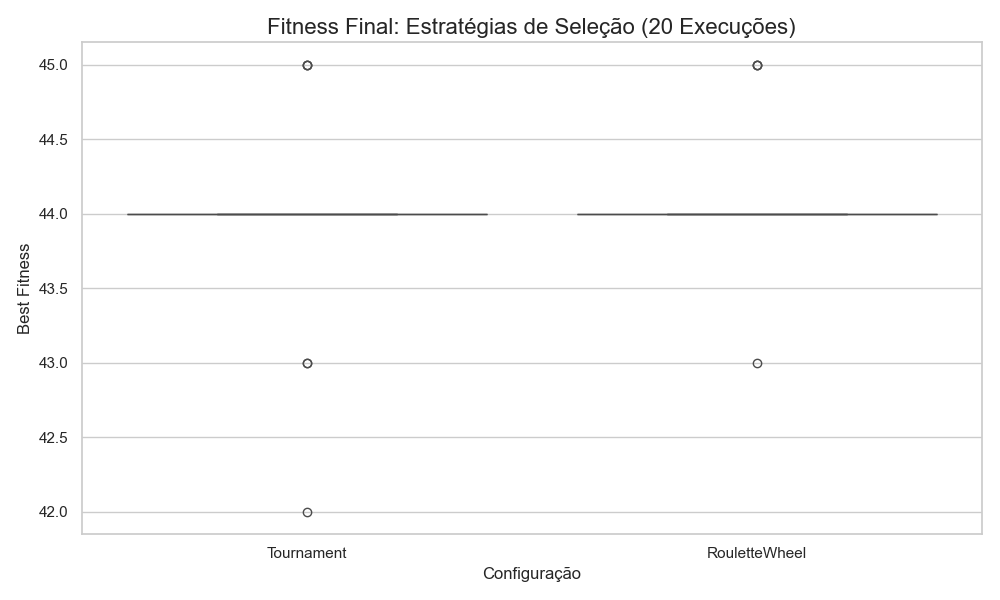 Fitness Final: Estratégias de Seleção (20 Execuções)
45.0
44.5
44.0
43.5
43.0
42.5
42.0
Best Fitness
Tournament
RouletteWheel
Configuração